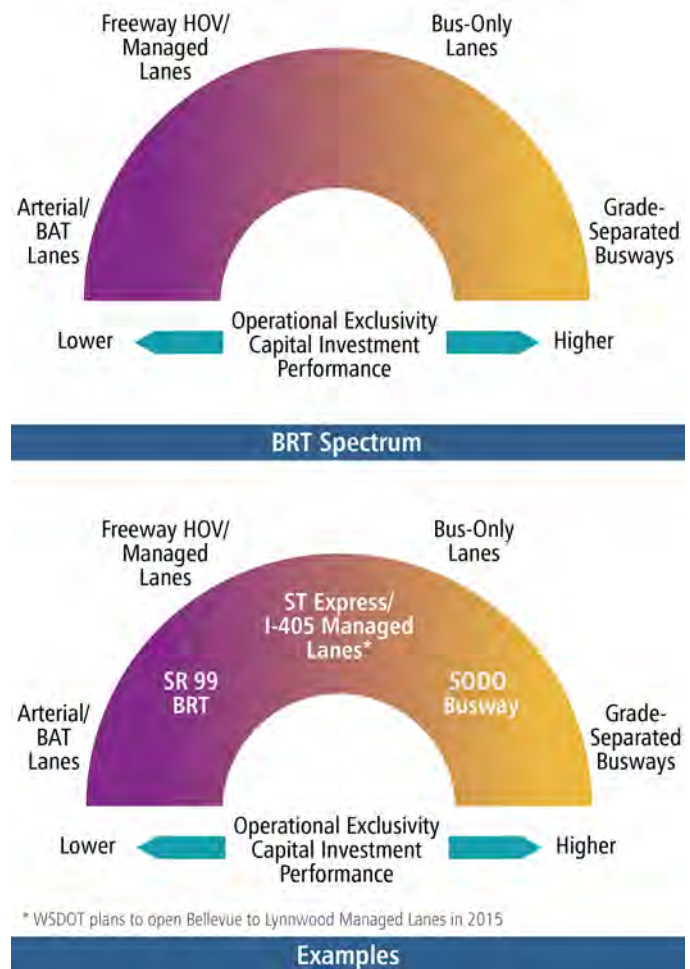 Freeway HOV/
Managed
Lanes
Bus-Only
Lanes
Arterial/
BAT
Lanes
Grade-
Separated
Busways
Lower
Operational Exclusivity
Capital Investment
Performance
Higher
BRT Spectrum
Freeway HOV/
Managed
Lanes
Bus-Only
Lanes
ST Express/
I-405 Managed
Lanes*
SR 99
BRT
SODO
Busway
Arterial/
BAT
Lanes
Grade-
Separated
Busways
Lower
Operational Exclusivity
Capital Investment
Performance
Higher
* WSDOT plans to open Bellevue to Lynnwood Managed Lanes in 2015
Examples